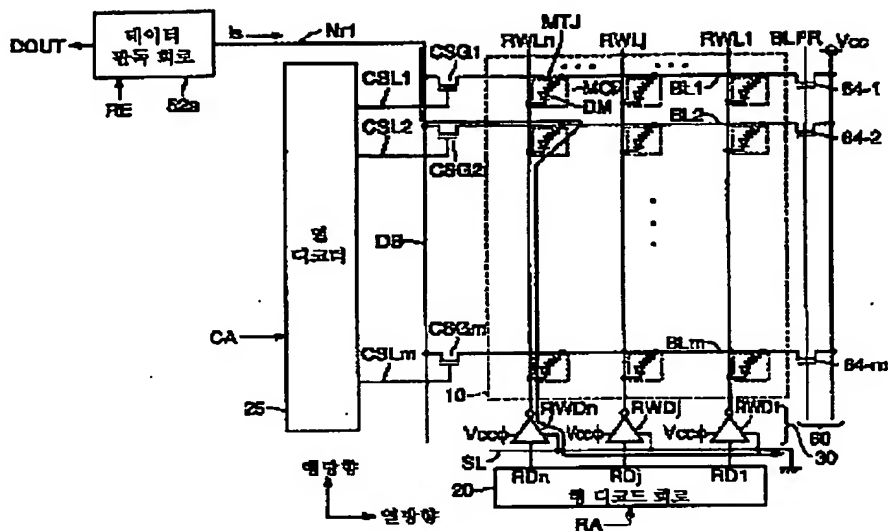 DOUT
데이터
판독 회로
Is
Nr1
RE
52a
CSL1
CSG1
CSL2
CSG2
RWLn
MTJ
RWLj
RWL1
BLPR
Vcc
MCD
DM
BL1
BL2
64-1
64-2
열
디코더
DB
CA
25
CSLm
CSGm
BLm
64-m
10
RWDn
RWDj
RWD1
Vcc
Vcc
Vcc
60
30
SL
RDn
RDj
RD1
20
행 디코드 회로
RA
행방향
열방향